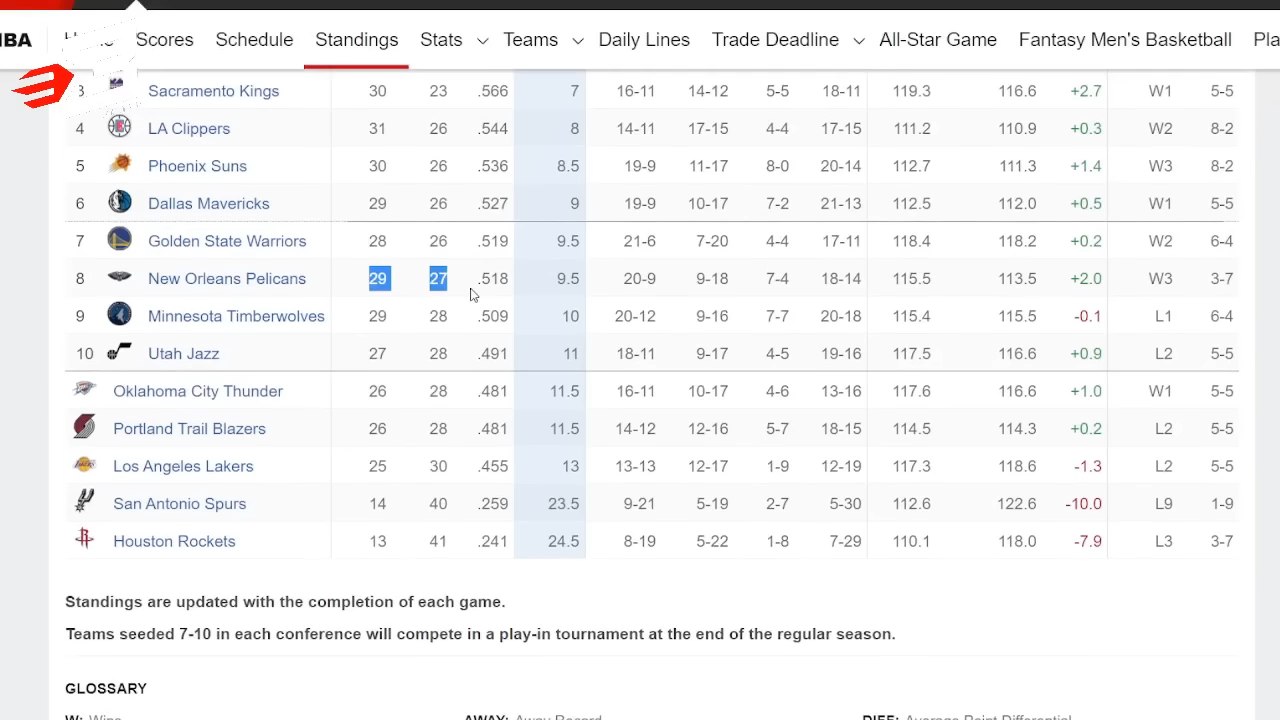 NBA Home Scores Schedule Standings Stats Teams Daily Lines Trade Deadline All-Star Game Fantasy Men's Basketball Pla
3 Sacramento Kings 30 23 .566 7 16-11 14-12 5-5 18-11 119.3 116.6 +2.7 W1 5-5
4 LA Clippers 31 26 .544 8 14-11 17-15 4-4 17-15 111.2 110.9 +0.3 W2 8-2
5 Phoenix Suns 30 26 .536 8.5 19-9 11-17 8-0 20-14 112.7 111.3 +1.4 W3 8-2
6 Dallas Mavericks 29 26 .527 9 19-9 10-17 7-2 21-13 112.5 112.0 +0.5 W1 5-5
7 Golden State Warriors 28 26 .519 9.5 21-6 7-20 4-4 17-11 118.4 118.2 +0.2 W2 6-4
8 New Orleans Pelicans 29 27 .518 9.5 20-9 9-18 7-4 18-14 115.5 113.5 +2.0 W3 3-7
9 Minnesota Timberwolves 29 28 .509 10 20-12 9-16 7-7 20-18 115.4 115.5 -0.1 L1 6-4
10 Utah Jazz 27 28 .491 11 18-11 9-17 4-5 19-16 117.5 116.6 +0.9 L2 5-5
Oklahoma City Thunder 26 28 .481 11.5 16-11 10-17 4-6 13-16 117.6 116.6 +1.0 W1 5-5
Portland Trail Blazers 26 28 .481 11.5 14-12 12-16 5-7 18-15 114.5 114.3 +0.2 L2 5-5
Los Angeles Lakers 25 30 .455 13 13-13 12-17 1-9 12-19 117.3 118.6 -1.3 L2 5-5
San Antonio Spurs 14 40 .259 23.5 9-21 5-19 2-7 5-30 112.6 122.6 -10.0 L9 1-9
Houston Rockets 13 41 .241 24.5 8-19 5-22 1-8 7-29 110.1 118.0 -7.9 L3 3-7
Standings are updated with the completion of each game.
Teams seeded 7-10 in each conference will compete in a play-in tournament at the end of the regular season.
GLOSSARY
W: Wins AWAY: Away Record DIFF: Average Point Differential